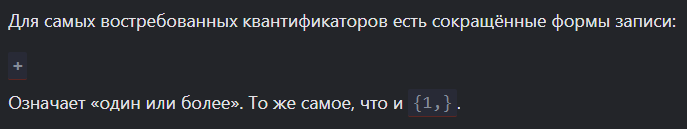 Для самых востребованных квантификаторов есть сокращённые формы записи:
+
Означает «один или более». То же самое, что и {1,}.